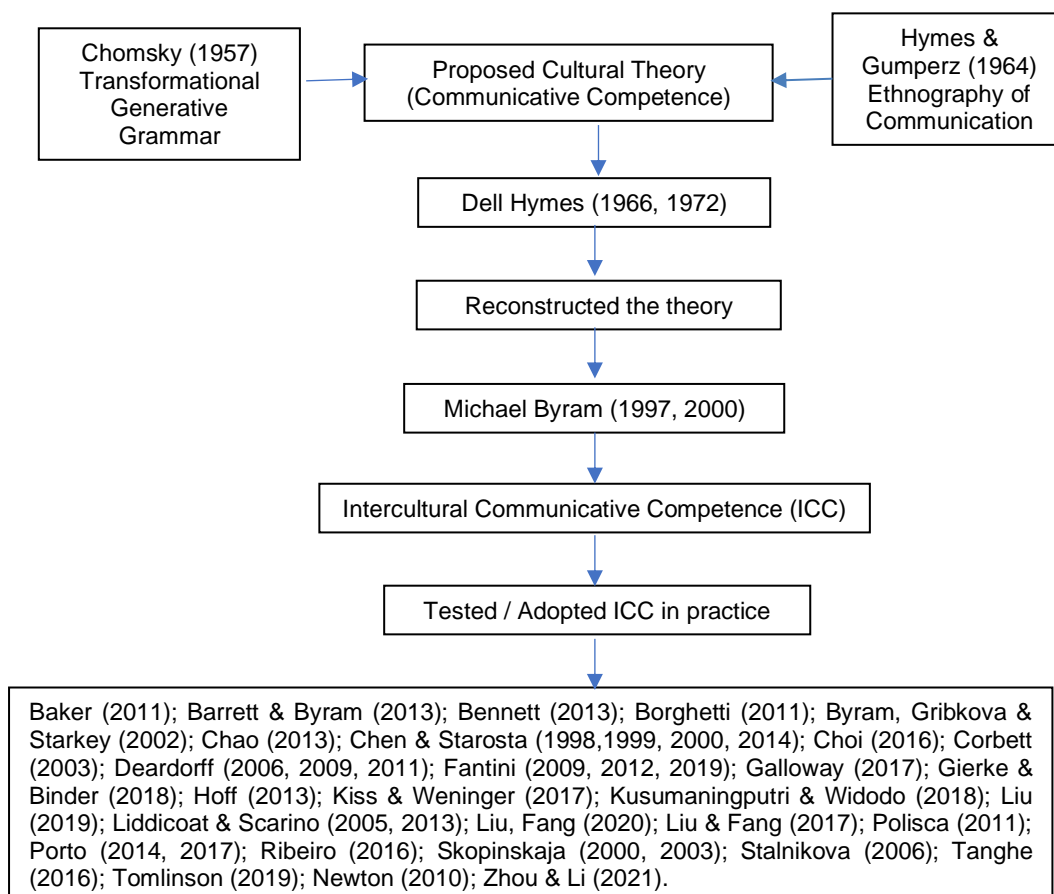 Chomsky (1957)
Transformational
Generative
Grammar
Proposed Cultural Theory
(Communicative Competence)
Hymes &
Gumperz (1964)
Ethnography of
Communication
Dell Hymes (1966, 1972)
Reconstructed the theory
Michael Byram (1997, 2000)
Intercultural Communicative Competence (ICC)
Tested / Adopted ICC in practice
Baker (2011); Barrett & Byram (2013); Bennett (2013); Borghetti (2011); Byram, Gribkova &
Starkey (2002); Chao (2013); Chen & Starosta (1998,1999, 2000, 2014); Choi (2016); Corbett
(2003); Deardorff (2006, 2009, 2011); Fantini (2009, 2012, 2019); Galloway (2017); Gierke &
Binder (2018); Hoff (2013); Kiss & Weninger (2017); Kusumaningputri & Widodo (2018); Liu
(2019); Liddicoat & Scarino (2005, 2013); Liu, Fang (2020); Liu & Fang (2017); Polisca (2011);
Porto (2014, 2017); Ribeiro (2016); Skopinskaja (2000, 2003); Stalnikova (2006); Tanghe
(2016); Tomlinson (2019); Newton (2010); Zhou & Li (2021).